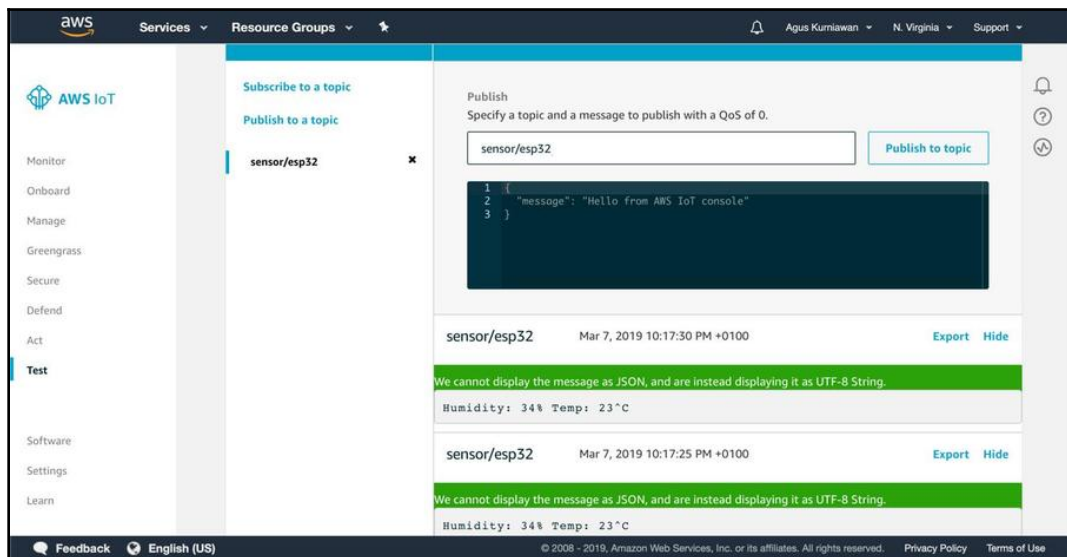 aws Services Resource Groups Agus Kurniawan N. Virginia Support
AWS IoT
Monitor
Onboard
Manage
Greengrass
Secure
Defend
Act
Test
Software
Settings
Learn
Subscribe to a topic
Publish to a topic
sensor/esp32
Publish
Specify a topic and a message to publish with a QoS of 0.
sensor/esp32 Publish to topic
1 {
2 "message": "Hello from AWS IoT console"
3 }
sensor/esp32 Mar 7, 2019 10:17:30 PM +0100 Export Hide
We cannot display the message as JSON, and are instead displaying it as UTF-8 String.
Humidity: 34% Temp: 23^C
sensor/esp32 Mar 7, 2019 10:17:25 PM +0100 Export Hide
We cannot display the message as JSON, and are instead displaying it as UTF-8 String.
Humidity: 34% Temp: 23^C
Feedback English (US) © 2008 - 2019, Amazon Web Services, Inc. or its affiliates. All rights reserved. Privacy Policy Terms of Use